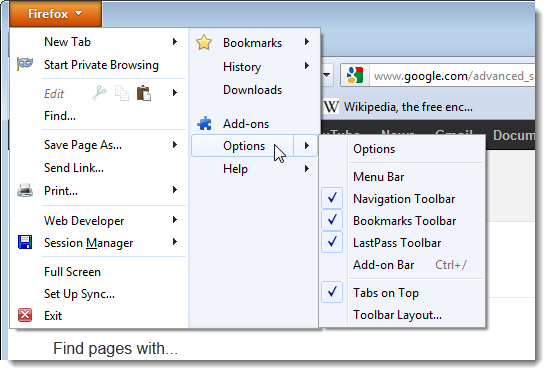 Firefox
New Tab
Start Private Browsing
Edit
Find...
Save Page As...
Send Link...
Print...
Web Developer
Session Manager
Full Screen
Set Up Sync...
Exit
Bookmarks
History
Downloads
Add-ons
Options
Help
Options
Menu Bar
Navigation Toolbar
Bookmarks Toolbar
LastPass Toolbar
Add-on Bar Ctrl+/
Tabs on Top
Toolbar Layout...
www.google.com/advanced_s
W Wikipedia, the free enc...
Gmail Docum
Find pages with...